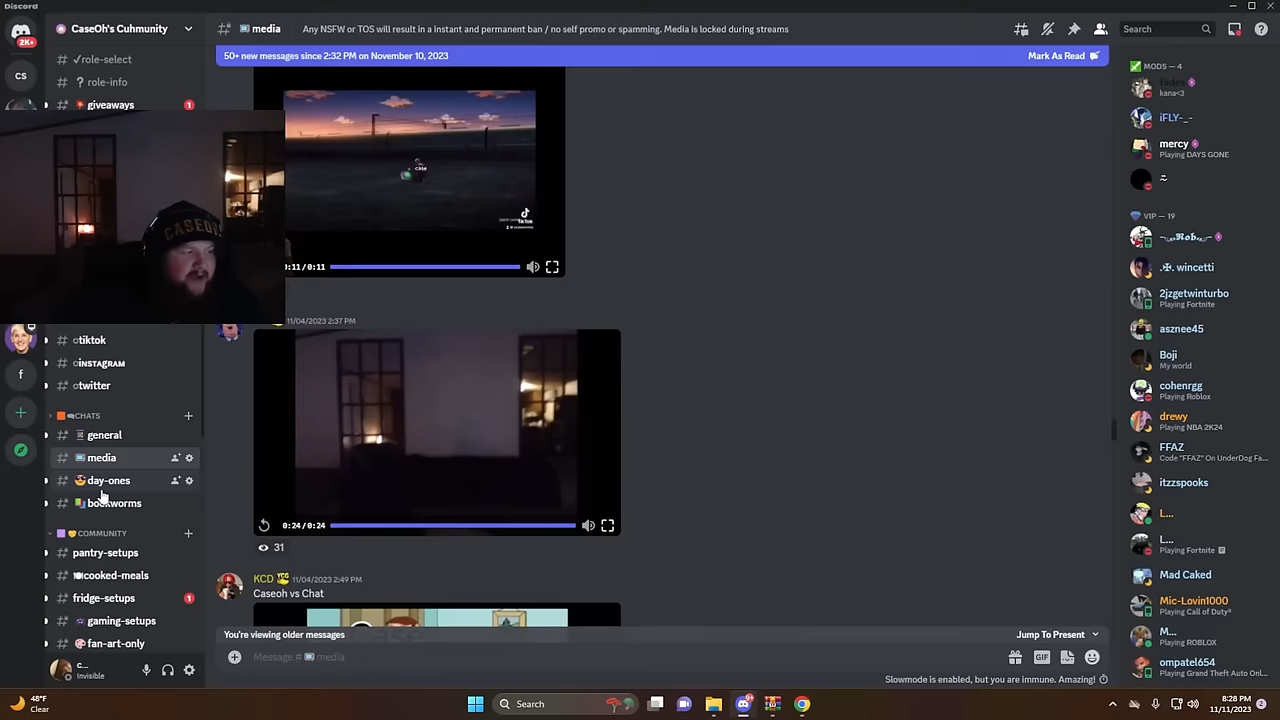 Discord
2K+
CaseOh's Cuhmunity
media
Any NSFW or TOS will result in a instant and permanent ban / no self promo or spamming. Media is locked during streams
Search
CS
role-select
role-info
giveaways
1
50+ new messages since 2:32 PM on November 10, 2023
Mark As Read
case
TikTok
0:11/0:11
CASEOH
11/04/2023 2:37 PM
0:24/0:24
31
KCD
11/04/2023 2:49 PM
Caseoh vs Chat
You're viewing older messages
Jump To Present
Message # media
Slowmode is enabled, but you are immune. Amazing!
tiktok
INSTAGRAM
twitter
f
CHATS
general
media
day-ones
bookworms
COMMUNITY
pantry-setups
cooked-meals
fridge-setups
1
gaming-setups
fan-art-only
c...
Invisible
MODS — 4
kana<3
iFLY-_-
mercy
Playing DAYS GONE
VIP — 19
Rob
wincetti
2jzgetwinturbo
Playing Fortnite
asznee45
Boji
My world
cohenrgg
Playing Roblox
drewy
Playing NBA 2K24
FFAZ
Code "FFAZ" On UnderDog Fa...
itzzspooks
L...
L...
Playing Fortnite
Mad Caked
Mic-Lovin1000
Playing Call of Duty®
M...
Playing ROBLOX
ompatel654
Playing Grand Theft Auto Onl...
48°F
Clear
Search
8:28 PM
11/11/2023